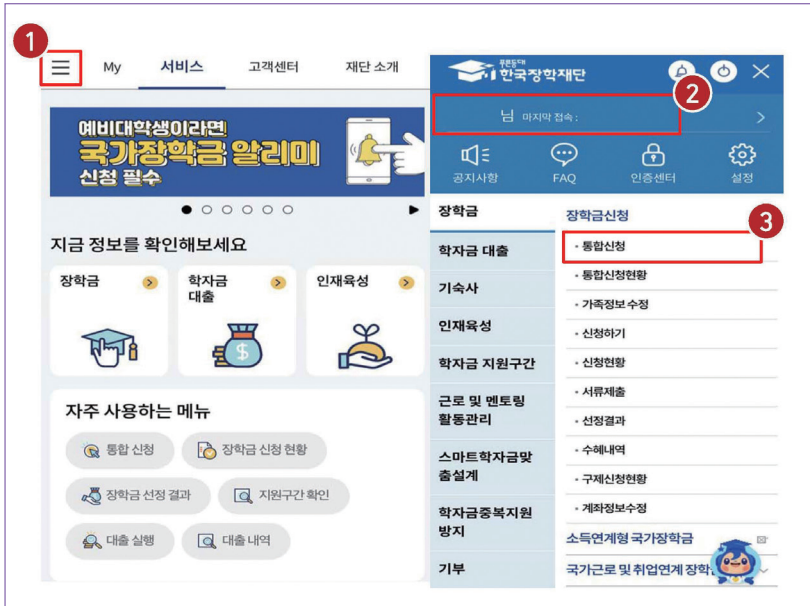 1
My 서비스 고객센터 재단 소개
예비대학생이라면
국가장학금 알리미
신청 필수
지금 정보를 확인해보세요
장학금
학자금
대출
인재육성
자주 사용하는 메뉴
통합 신청
장학금 신청 현황
장학금 선정 결과
지원구간 확인
대출 실행
대출 내역
푸른등대
한국장학재단
2
님 마지막 접속 :
공지사항 FAQ 인증센터 설정
장학금
학자금 대출
기숙사
인재육성
학자금 지원구간
근로 및 멘토링
활동관리
스마트학자금맞
춤설계
학자금중복지원
방지
기부
장학금신청
3
통합신청
통합신청현황
가족정보 수정
신청하기
신청현황
서류제출
선정결과
수혜내역
구제신청현황
계좌정보수정
소득연계형 국가장학금
국가근로 및 취업연계 장학